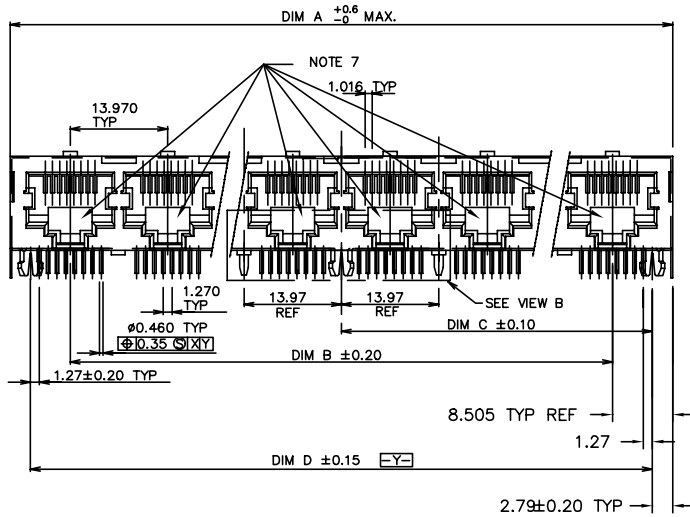 DIM A +0.6 -0 MAX.
NOTE 7
1.016 TYP
13.970
TYP
1.270
TYP
13.97
REF
13.97
REF
SEE VIEW B
ø0.460 TYP
⌖ 0.35 Ⓢ X Y
DIM C ±0.10
DIM B ±0.20
1.27±0.20 TYP
8.505 TYP REF
1.27
DIM D ±0.15 -Y-
2.79±0.20 TYP